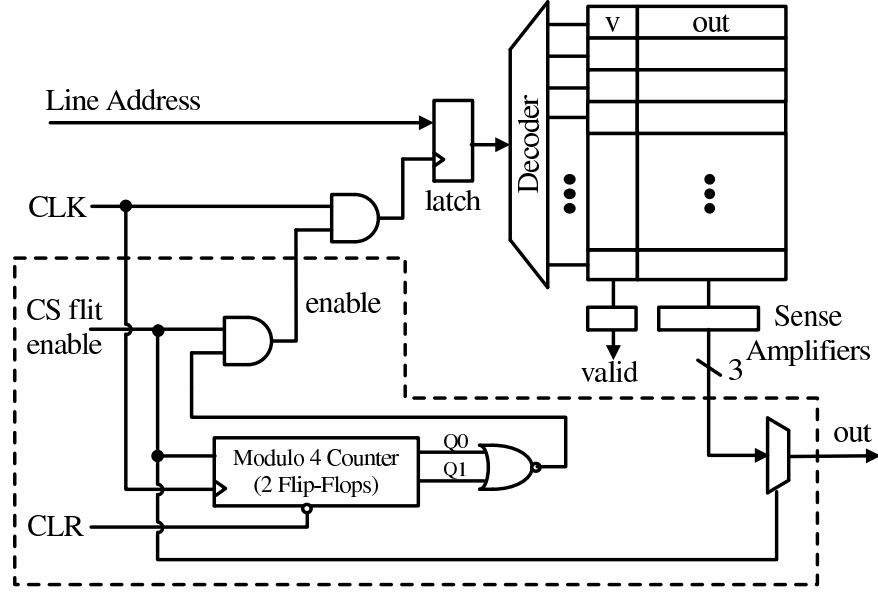 v
out
Line Address
Decoder
latch
CLK
enable
CS flit
enable
Sense
Amplifiers
valid
3
out
Q0
Q1
Modulo 4 Counter
(2 Flip-Flops)
CLR